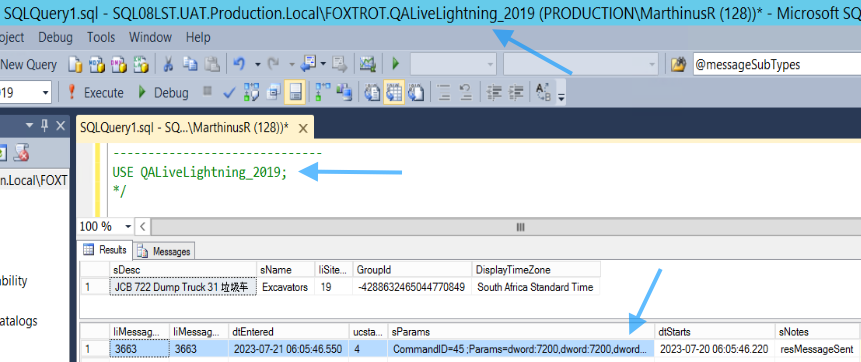 SQLQuery1.sql - SQL08LST.UAT.Production.Local\FOXTROT.QALiveLightning_2019 (PRODUCTION\MarthinusR (128))* - Microsoft SQ
oject Debug Tools Window Help
New Query @messageSubTypes
19 Execute Debug
SQLQuery1.sql - SQ...\MarthinusR (128))*
n.Local\FOXT
----------------------------
USE QALiveLightning_2019;
*/
100 %
Results Messages
sDesc sName liSite... GroupId DisplayTimeZone
1 JCB 722 Dump Truck 31 垃圾车 Excavators 19 -4288632465044770849 South Africa Standard Time
bility
atalogs
liMessag... liMessag... dtEntered ucsta... sParams dtStarts sNotes
1 3663 3663 2023-07-21 06:05:46.550 4 CommandID=45 ;Params=dword:7200,dword:7200,dword... 2023-07-20 06:05:46.220 resMessageSent